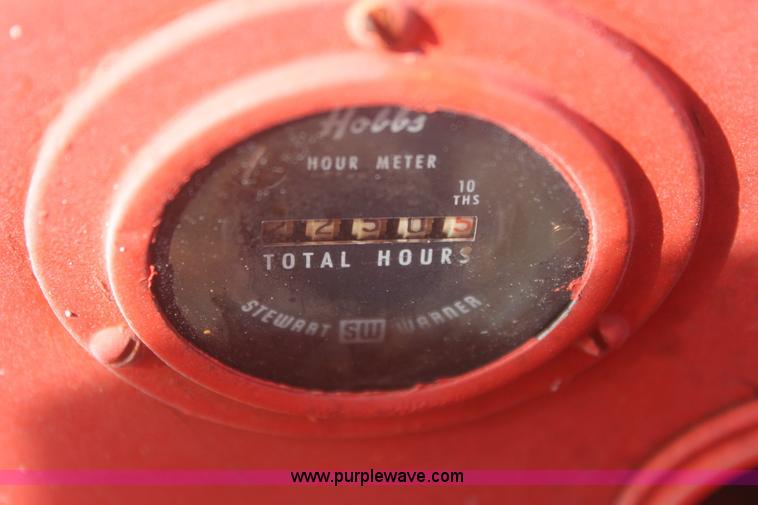 Hobbs
HOUR METER
10
THS
TOTAL HOURS
STEWART SW WARNER
www.purplewave.com